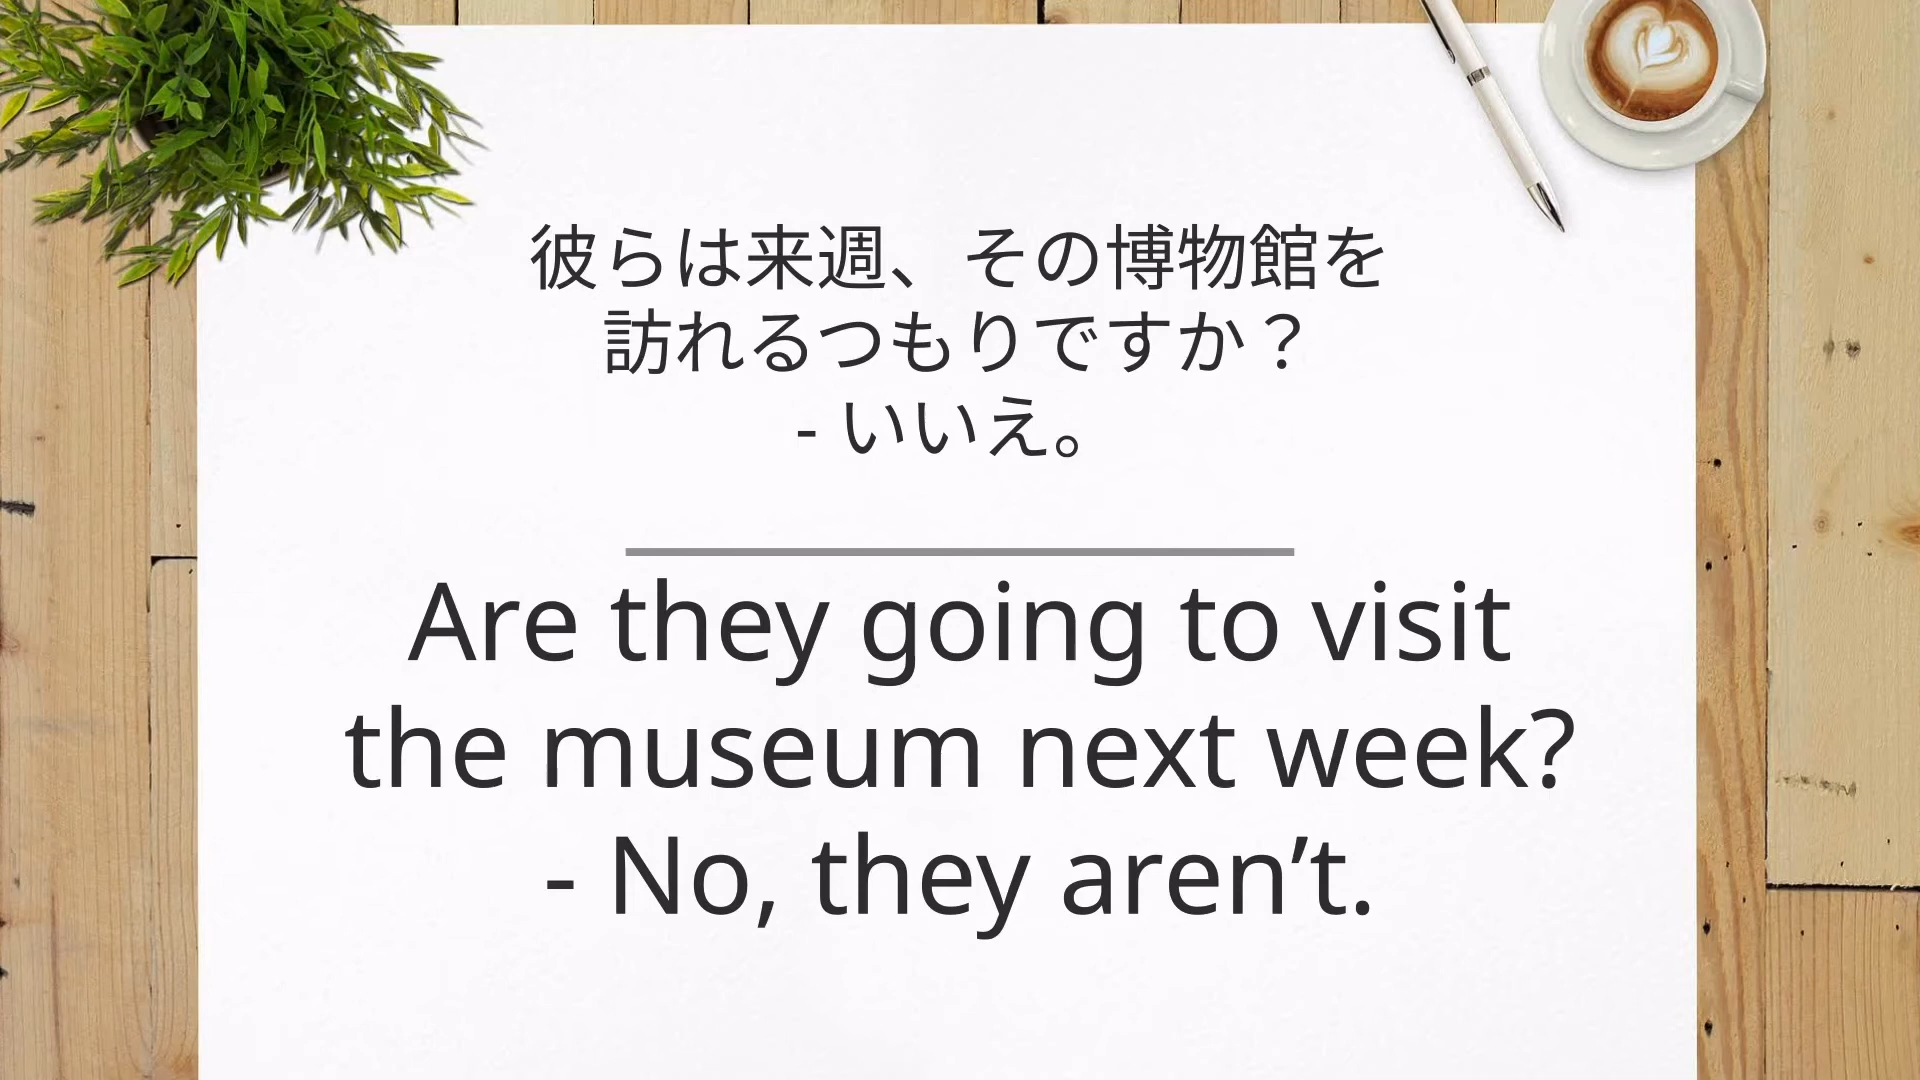 彼らは来週、その博物館を
訪れるつもりですか？
- いいえ。
Are they going to visit
the museum next week?
- No, they aren’t.